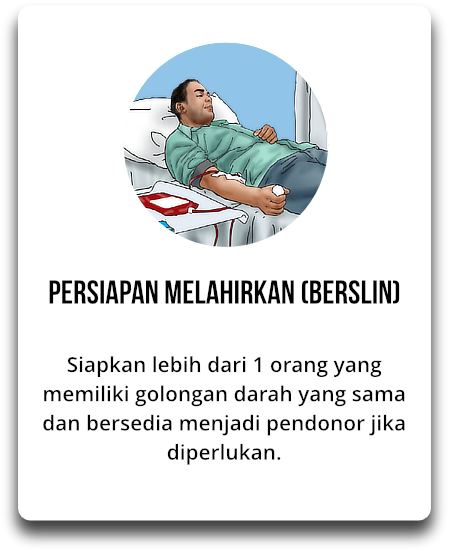 PERSIAPAN MELAHIRKAN (BERSLIN)
Siapkan lebih dari 1 orang yang
memiliki golongan darah yang sama
dan bersedia menjadi pendonor jika
diperlukan.